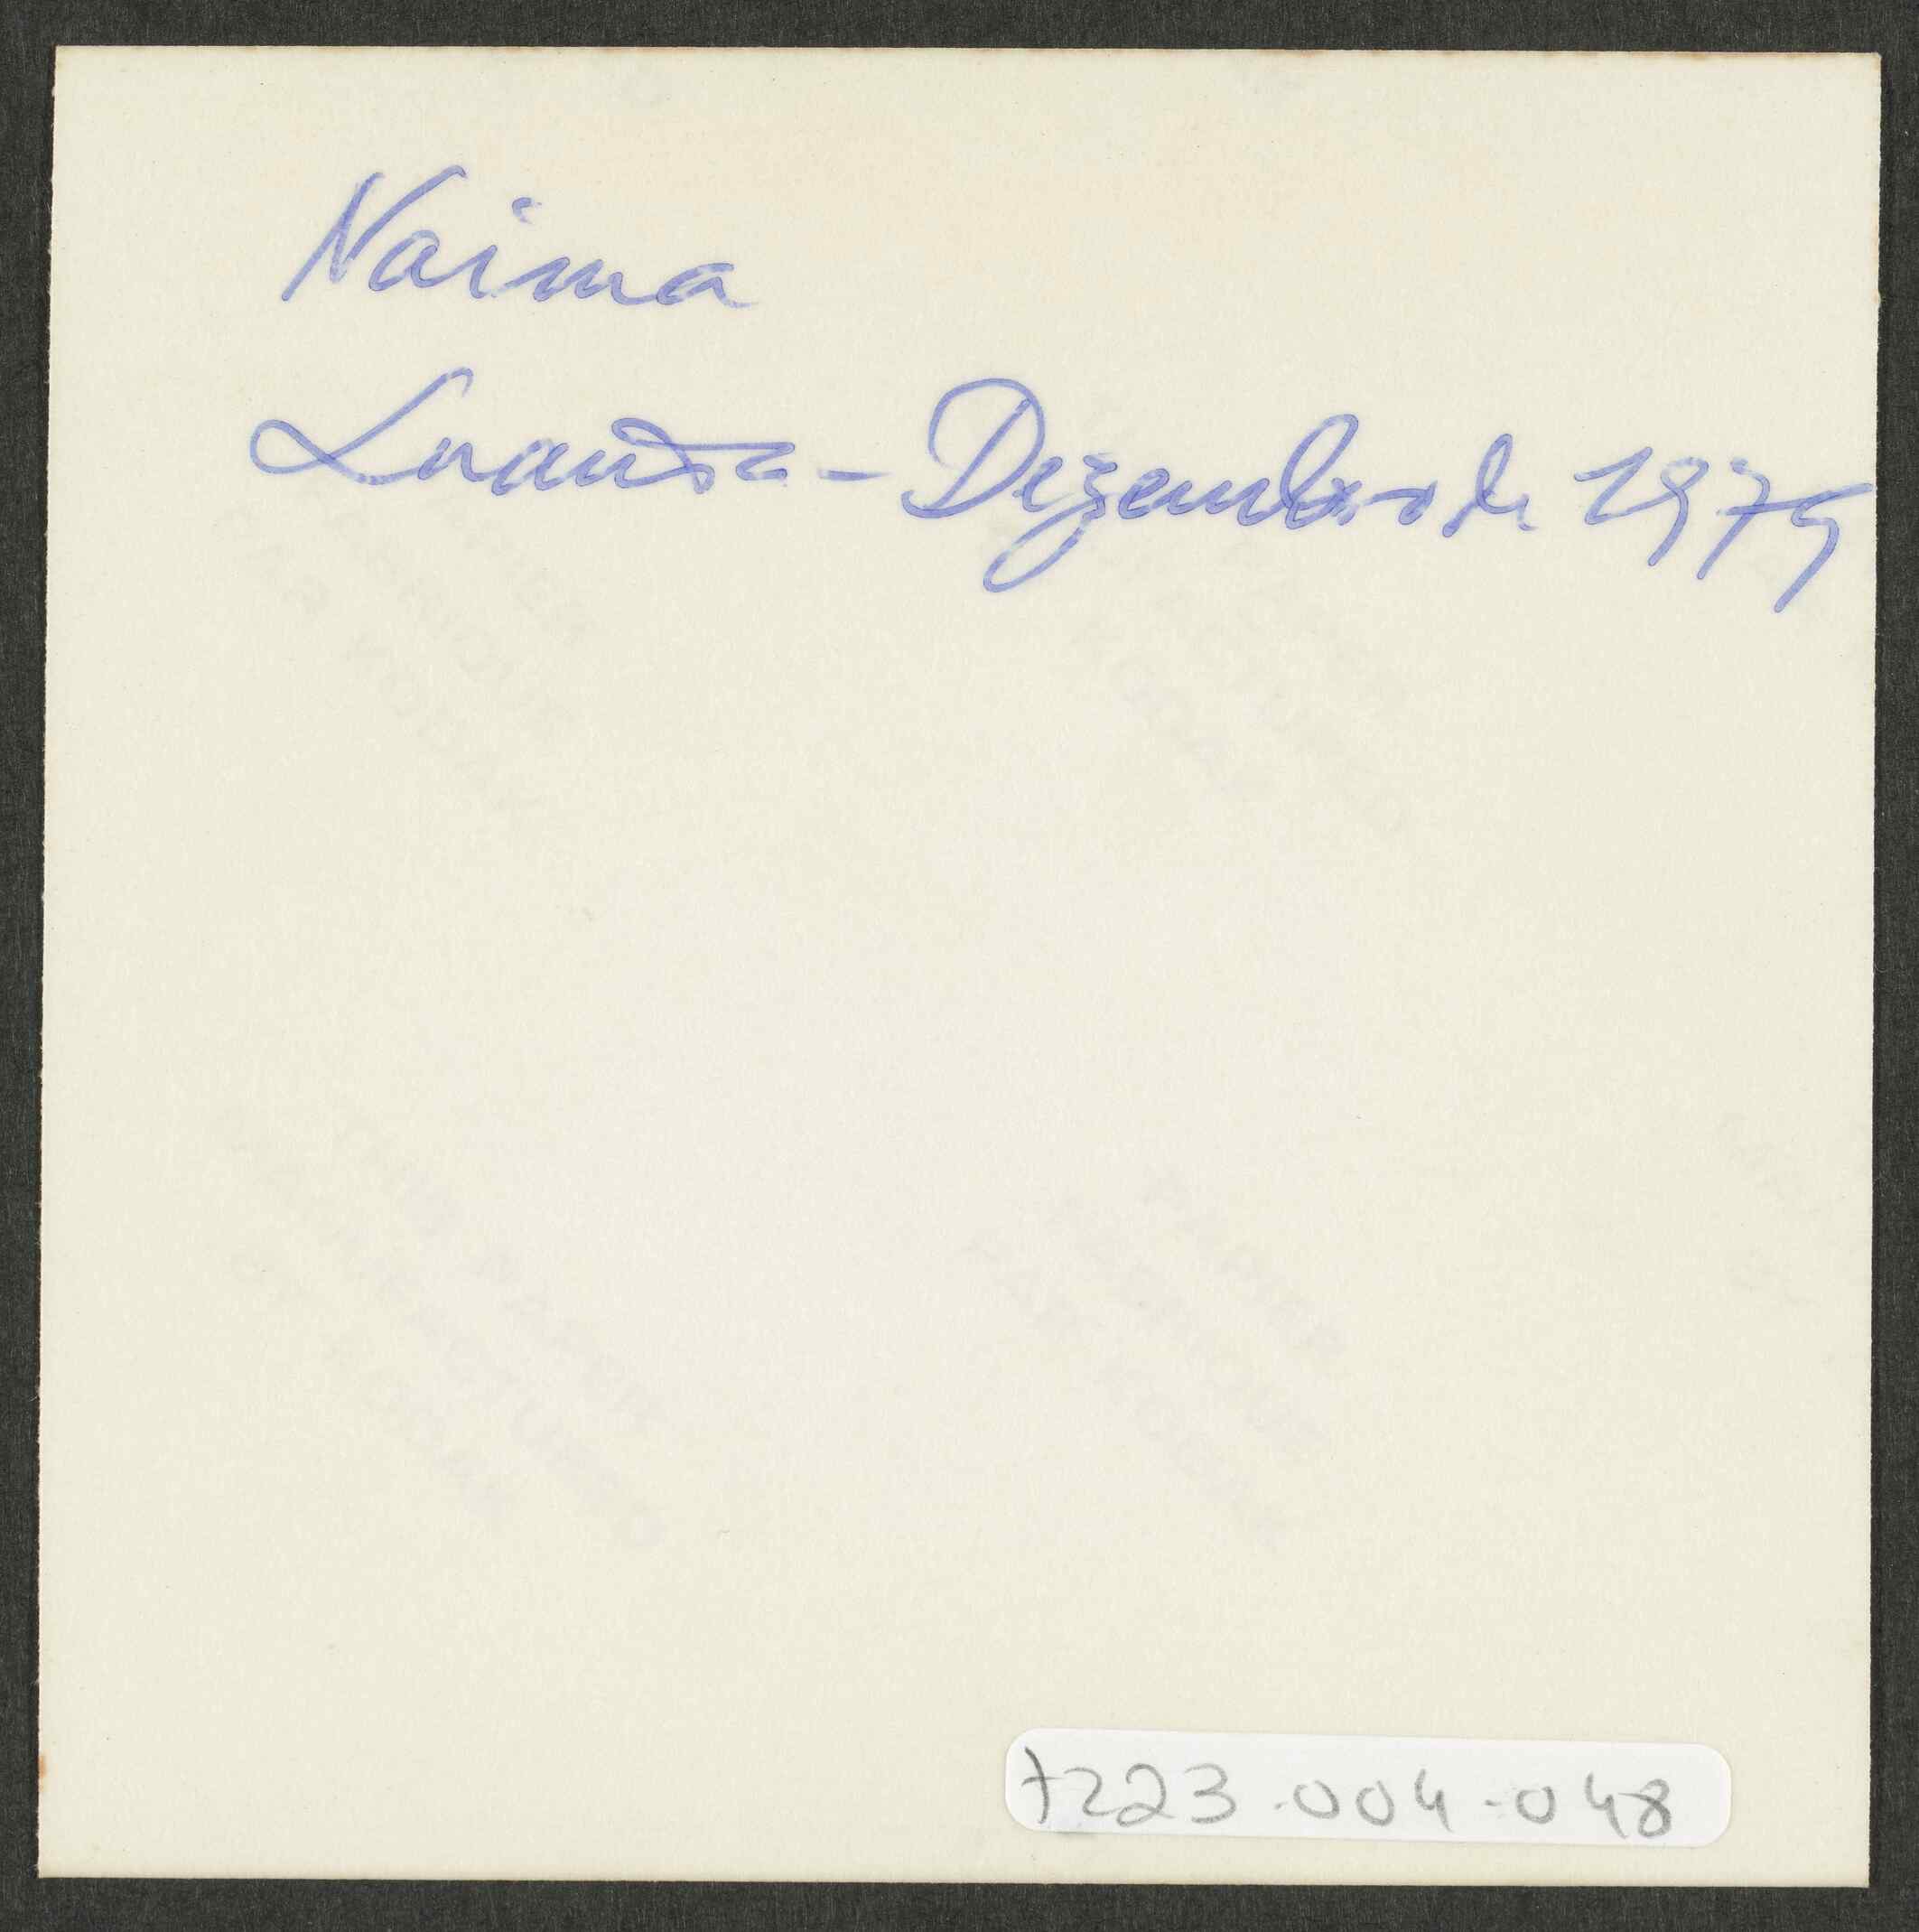 Naima
Luanda - Dezembro de 1975
7223.004-048